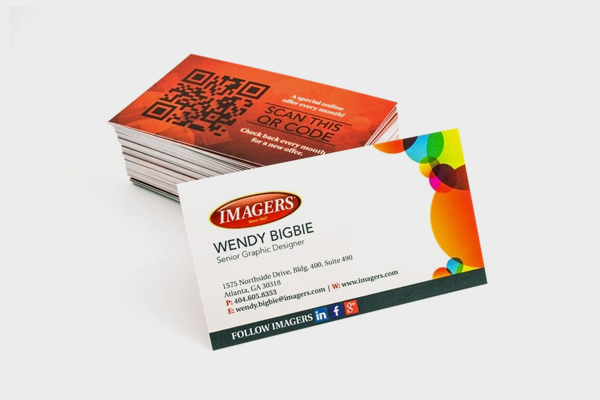 A special online
offer every month!
SCAN THIS
QR CODE
Check back every month
for a new offer.
IMAGERS
Since 1967
WENDY BIGBIE
Senior Graphic Designer
1575 Northside Drive, Bldg. 400, Suite 490
Atlanta, GA 30318
P: 404.605.8353
E: wendy.bigbie@imagers.com | W: www.imagers.com
FOLLOW IMAGERS in f g+